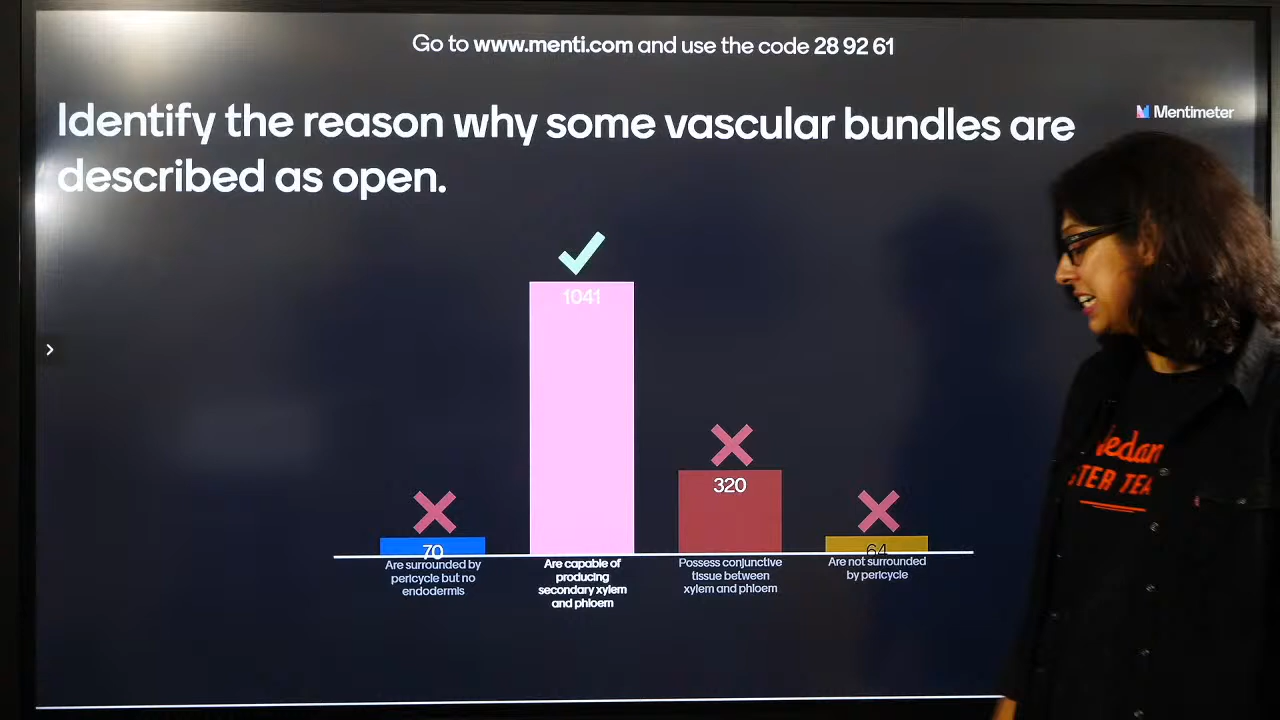 Go to www.menti.com and use the code 28 92 61
Identify the reason why some vascular bundles are
described as open.
Mentimeter
1041
320
70
64
Are surrounded by
pericycle but no
endodermis
Are capable of
producing
secondary xylem
and phloem
Possess conjunctive
tissue between
xylem and phloem
Are not surrounded
by pericycle